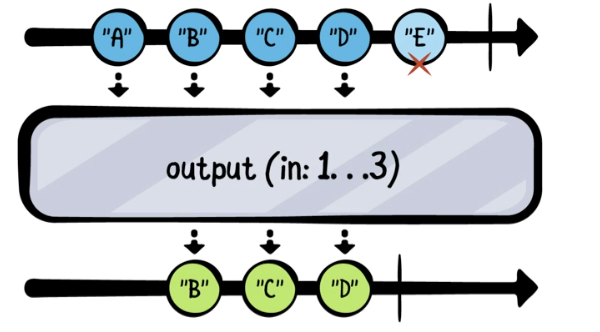 "A" "B" "C" "D" "E"
output (in: 1...3)
"B" "C" "D"